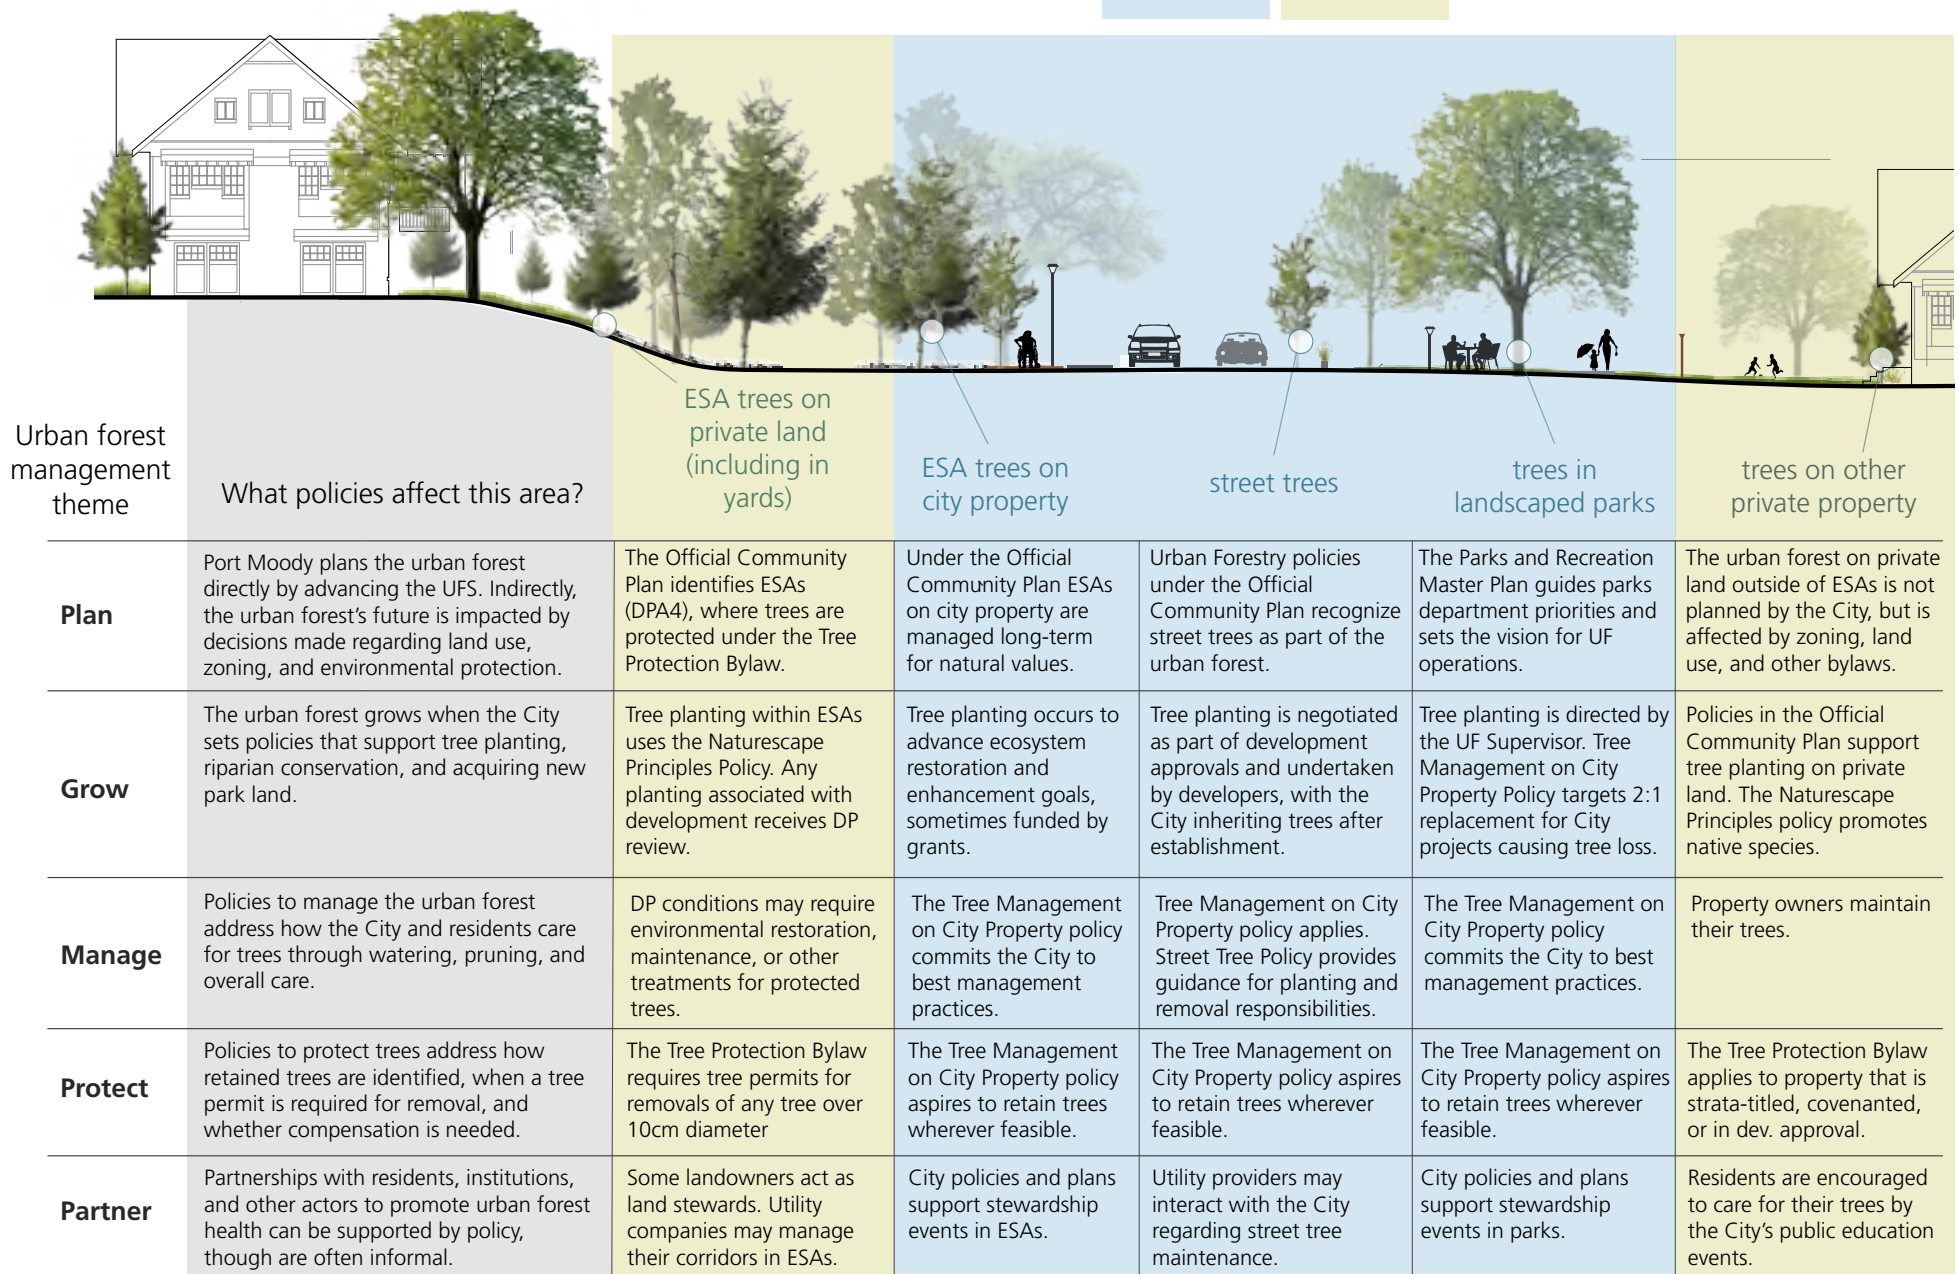 Urban forest
management
theme
What policies affect this area?
ESA trees on
private land
(including in
yards)
ESA trees on
city property
street trees
trees in
landscaped parks
trees on other
private property
Plan
Port Moody plans the urban forest
directly by advancing the UFS. Indirectly,
the urban forest's future is impacted by
decisions made regarding land use,
zoning, and environmental protection.
The Official Community
Plan identifies ESAs
(DPA4), where trees are
protected under the Tree
Protection Bylaw.
Under the Official
Community Plan ESAs
on city property are
managed long-term
for natural values.
Urban Forestry policies
under the Official
Community Plan recognize
street trees as part of the
urban forest.
The Parks and Recreation
Master Plan guides parks
department priorities and
sets the vision for UF
operations.
The urban forest on private
land outside of ESAs is not
planned by the City, but is
affected by zoning, land
use, and other bylaws.
Grow
The urban forest grows when the City
sets policies that support tree planting,
riparian conservation, and acquiring new
park land.
Tree planting within ESAs
uses the Naturescape
Principles Policy. Any
planting associated with
development receives DP
review.
Tree planting occurs to
advance ecosystem
restoration and
enhancement goals,
sometimes funded by
grants.
Tree planting is negotiated
as part of development
approvals and undertaken
by developers, with the
City inheriting trees after
establishment.
Tree planting is directed by
the UF Supervisor. Tree
Management on City
Property Policy targets 2:1
replacement for City
projects causing tree loss.
Policies in the Official
Community Plan support
tree planting on private
land. The Naturescape
Principles policy promotes
native species.
Manage
Policies to manage the urban forest
address how the City and residents care
for trees through watering, pruning, and
overall care.
DP conditions may require
environmental restoration,
maintenance, or other
treatments for protected
trees.
The Tree Management
on City Property policy
commits the City to
best management
practices.
Tree Management on City
Property policy applies.
Street Tree Policy provides
guidance for planting and
removal responsibilities.
The Tree Management on
City Property policy
commits the City to best
management practices.
Property owners maintain
their trees.
Protect
Policies to protect trees address how
retained trees are identified, when a tree
permit is required for removal, and
whether compensation is needed.
The Tree Protection Bylaw
requires tree permits for
removals of any tree over
10cm diameter
The Tree Management
on City Property policy
aspires to retain trees
wherever feasible.
The Tree Management on
City Property policy aspires
to retain trees wherever
feasible.
The Tree Management on
City Property policy aspires
to retain trees wherever
feasible.
The Tree Protection Bylaw
applies to property that is
strata-titled, covenanted,
or in dev. approval.
Partner
Partnerships with residents, institutions,
and other actors to promote urban forest
health can be supported by policy,
though are often informal.
Some landowners act as
land stewards. Utility
companies may manage
their corridors in ESAs.
City policies and plans
support stewardship
events in ESAs.
Utility providers may
interact with the City
regarding street tree
maintenance.
City policies and plans
support stewardship
events in parks.
Residents are encouraged
to care for their trees by
the City's public education
events.